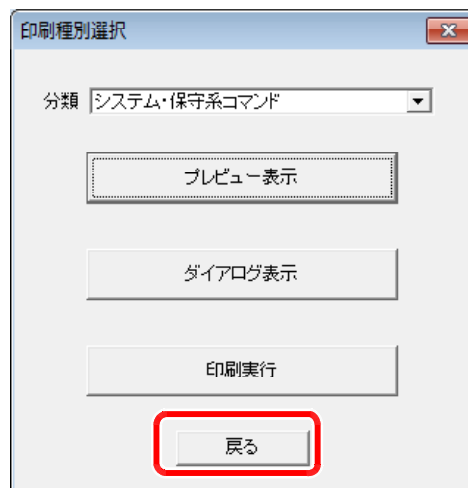 印刷種別選択
分類 システム・保守系コマンド
プレビュー表示
ダイアログ表示
印刷実行
戻る